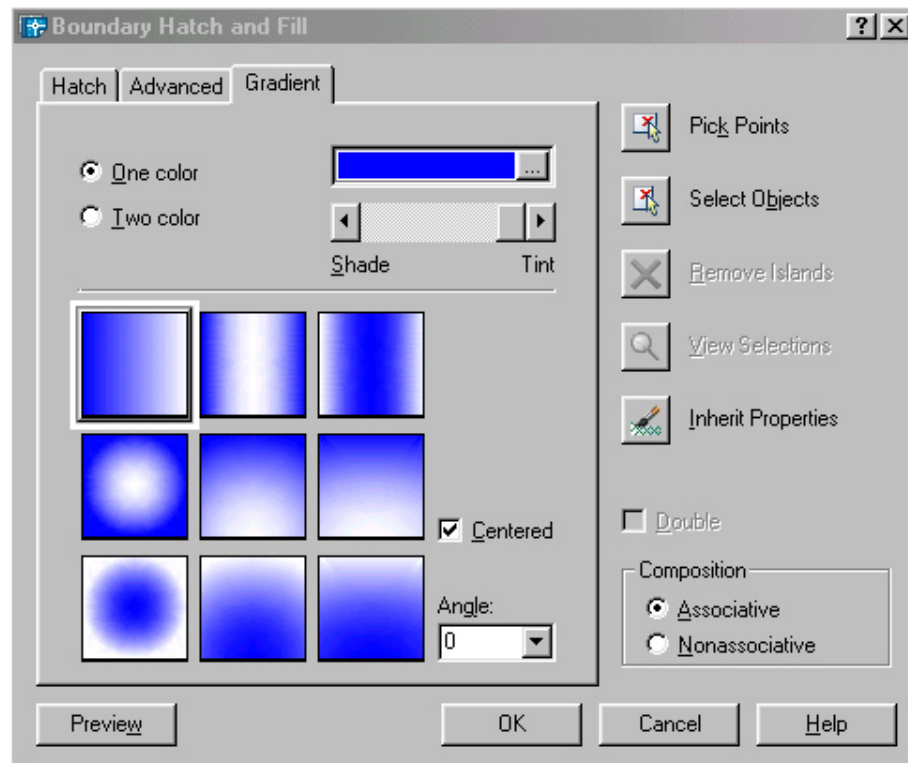 Boundary Hatch and Fill
?
Hatch
Advanced
Gradient
One color
...
Two color
Shade
Tint
Centered
Angle:
0
Pick Points
Select Objects
Remove Islands
View Selections
Inherit Properties
Double
Composition
Associative
Nonassociative
Preview
OK
Cancel
Help